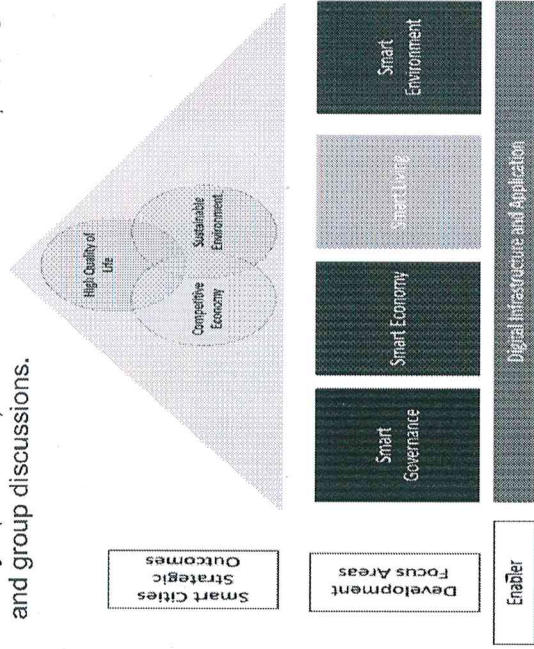 and group discussions.
Smart Cities
Strategic
Outcomes
High Quality of
Life
Competitive
Economy
Sustainable
Environment
Development
Focus Areas
Smart
Governance
Smart Economy
Smart Living
Smart
Environment
Enabler
Digital Infrastructure and Application